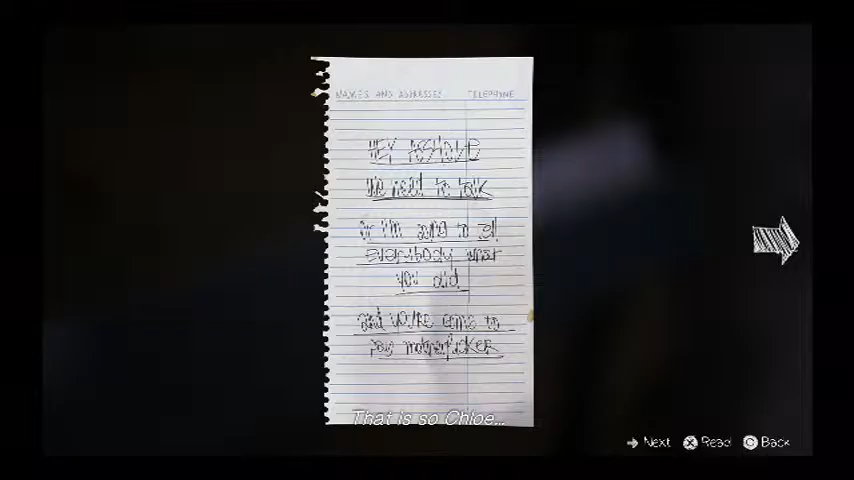 NAMES AND ADDRESSES TELEPHONE
HEY ASSHOLE
We need to talk
or I'm going to tell
everybody what
you did
and you're going to
pay motherfucker
That is so Chloe...
Next Read Back